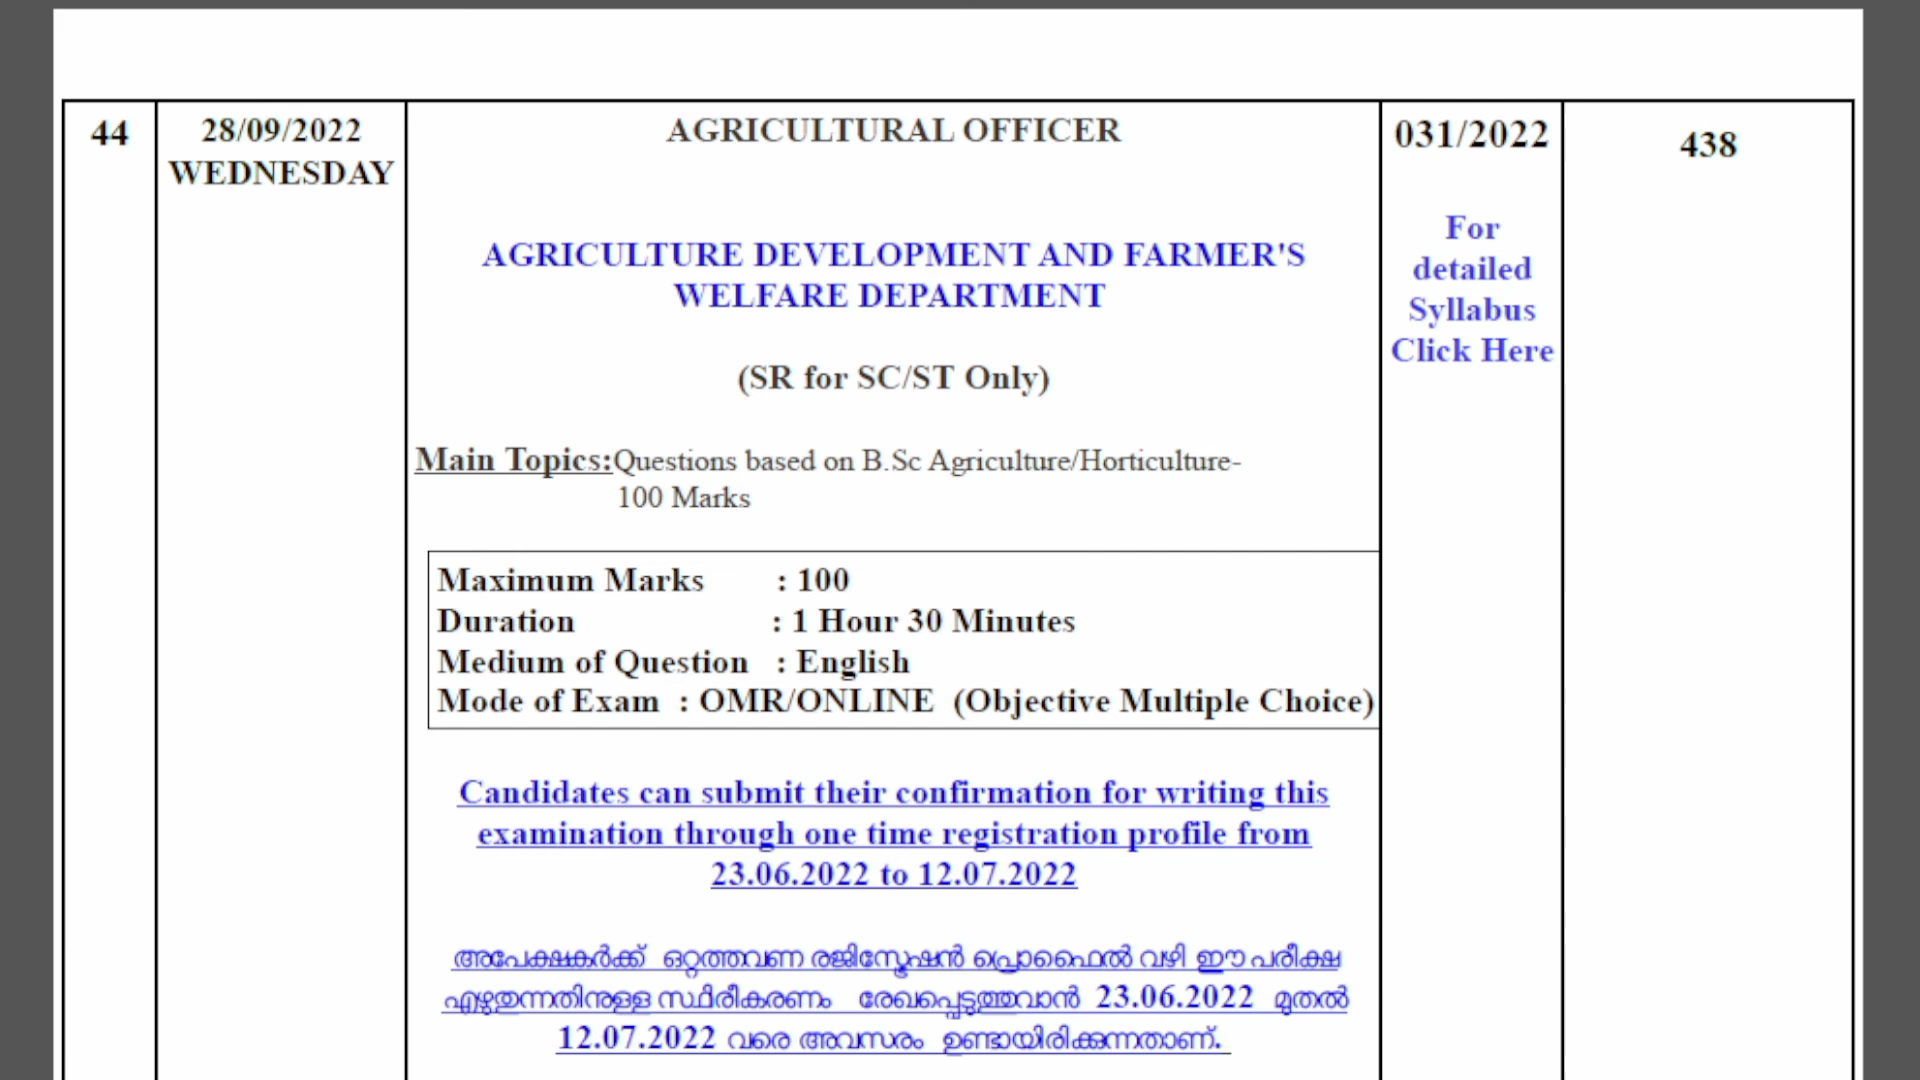 44
28/09/2022
WEDNESDAY
AGRICULTURAL OFFICER
AGRICULTURE DEVELOPMENT AND FARMER'S
WELFARE DEPARTMENT
(SR for SC/ST Only)
Main Topics:Questions based on B.Sc Agriculture/Horticulture-
100 Marks
Maximum Marks : 100
Duration : 1 Hour 30 Minutes
Medium of Question : English
Mode of Exam : OMR/ONLINE (Objective Multiple Choice)
Candidates can submit their confirmation for writing this
examination through one time registration profile from
23.06.2022 to 12.07.2022
അപേക്ഷകർക്ക് ഒറ്റത്തവണ രജിസ്ട്രേഷൻ പ്രൊഫൈൽ വഴി ഈ പരീക്ഷ
എഴുതുന്നതിനുള്ള സ്ഥിരീകരണം രേഖപ്പെടുത്തുവാൻ 23.06.2022 മുതൽ
12.07.2022 വരെ അവസരം ഉണ്ടായിരിക്കുന്നതാണ്.
031/2022
For
detailed
Syllabus
Click Here
438